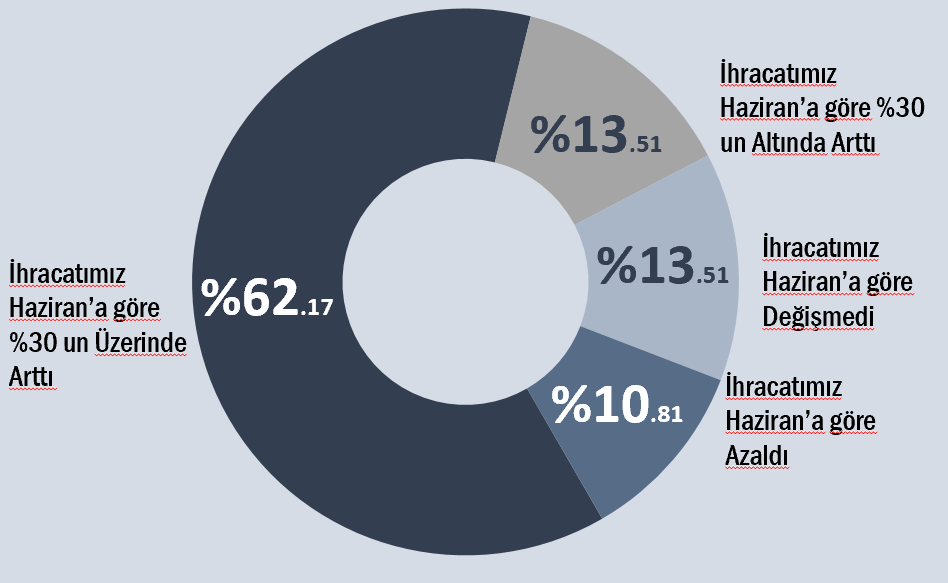 İhracatımız
Haziran’a göre %30
un Altında Arttı
%13.51
İhracatımız
Haziran’a göre
Değişmedi
%13.51
İhracatımız
Haziran’a göre
%30 un Üzerinde
Arttı
%62.17
İhracatımız
Haziran’a göre
Azaldı
%10.81